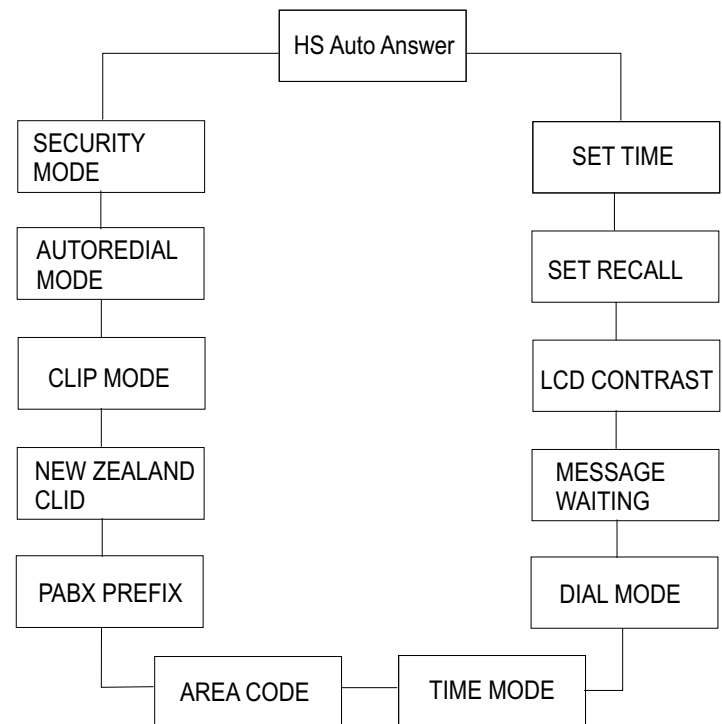 HS Auto Answer
SECURITY
MODE
SET TIME
AUTOREDIAL
MODE
SET RECALL
CLIP MODE
LCD CONTRAST
NEW ZEALAND
CLID
MESSAGE
WAITING
PABX PREFIX
DIAL MODE
AREA CODE
TIME MODE